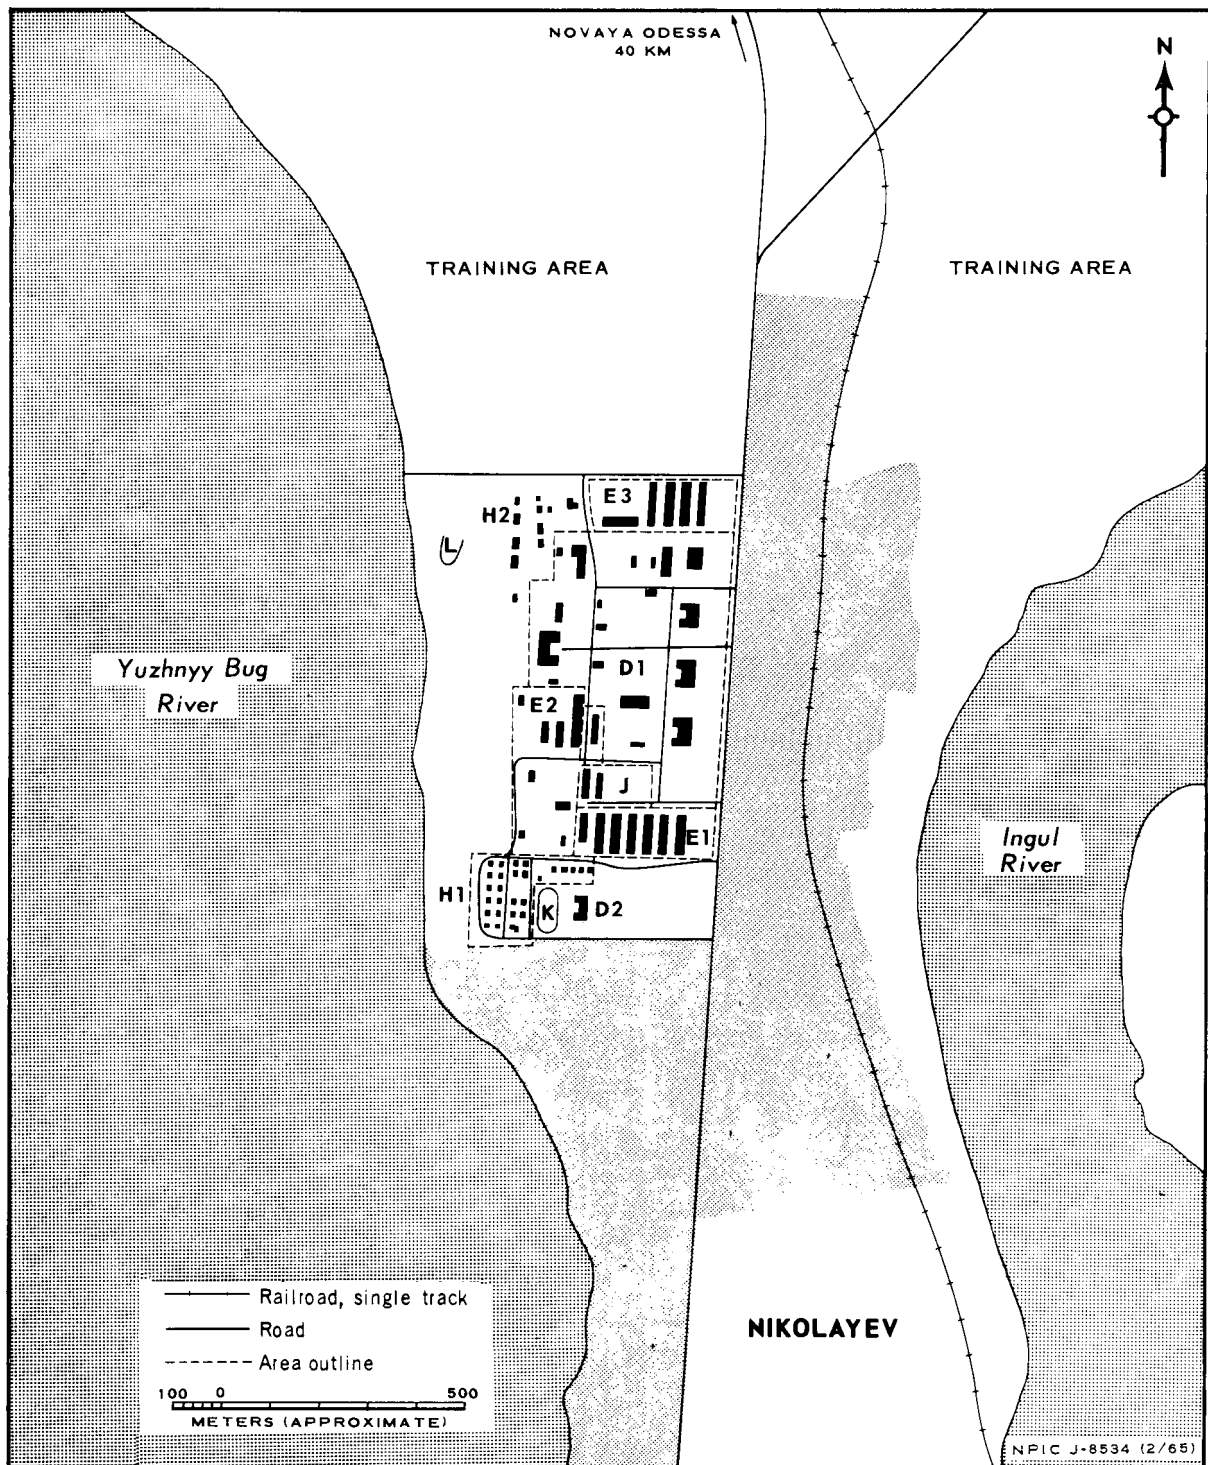 NOVAYA ODESSA
40 KM
N
TRAINING AREA
TRAINING AREA
E3
H2
L
D1
E2
J
E1
H1
K
D2
Yuzhnyy Bug
River
Ingul
River
NIKOLAYEV
Railroad, single track
Road
Area outline
100 0 500
METERS (APPROXIMATE)
NPIC J-8534 (2/65)